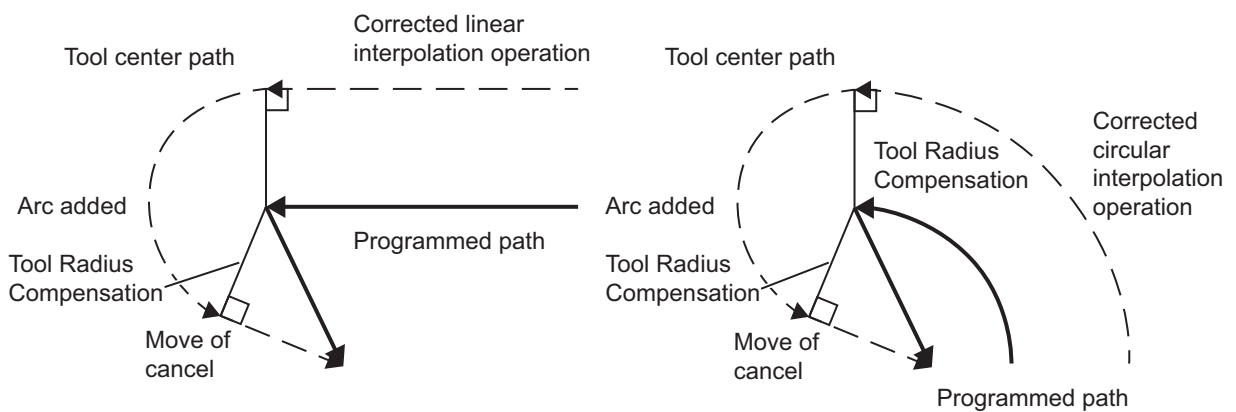 Corrected linear
interpolation operation
Tool center path
Arc added
Programmed path
Tool Radius
Compensation
Move of
cancel
Tool center path
Corrected
circular
interpolation
operation
Tool Radius
Compensation
Arc added
Tool Radius
Compensation
Move of
cancel
Programmed path